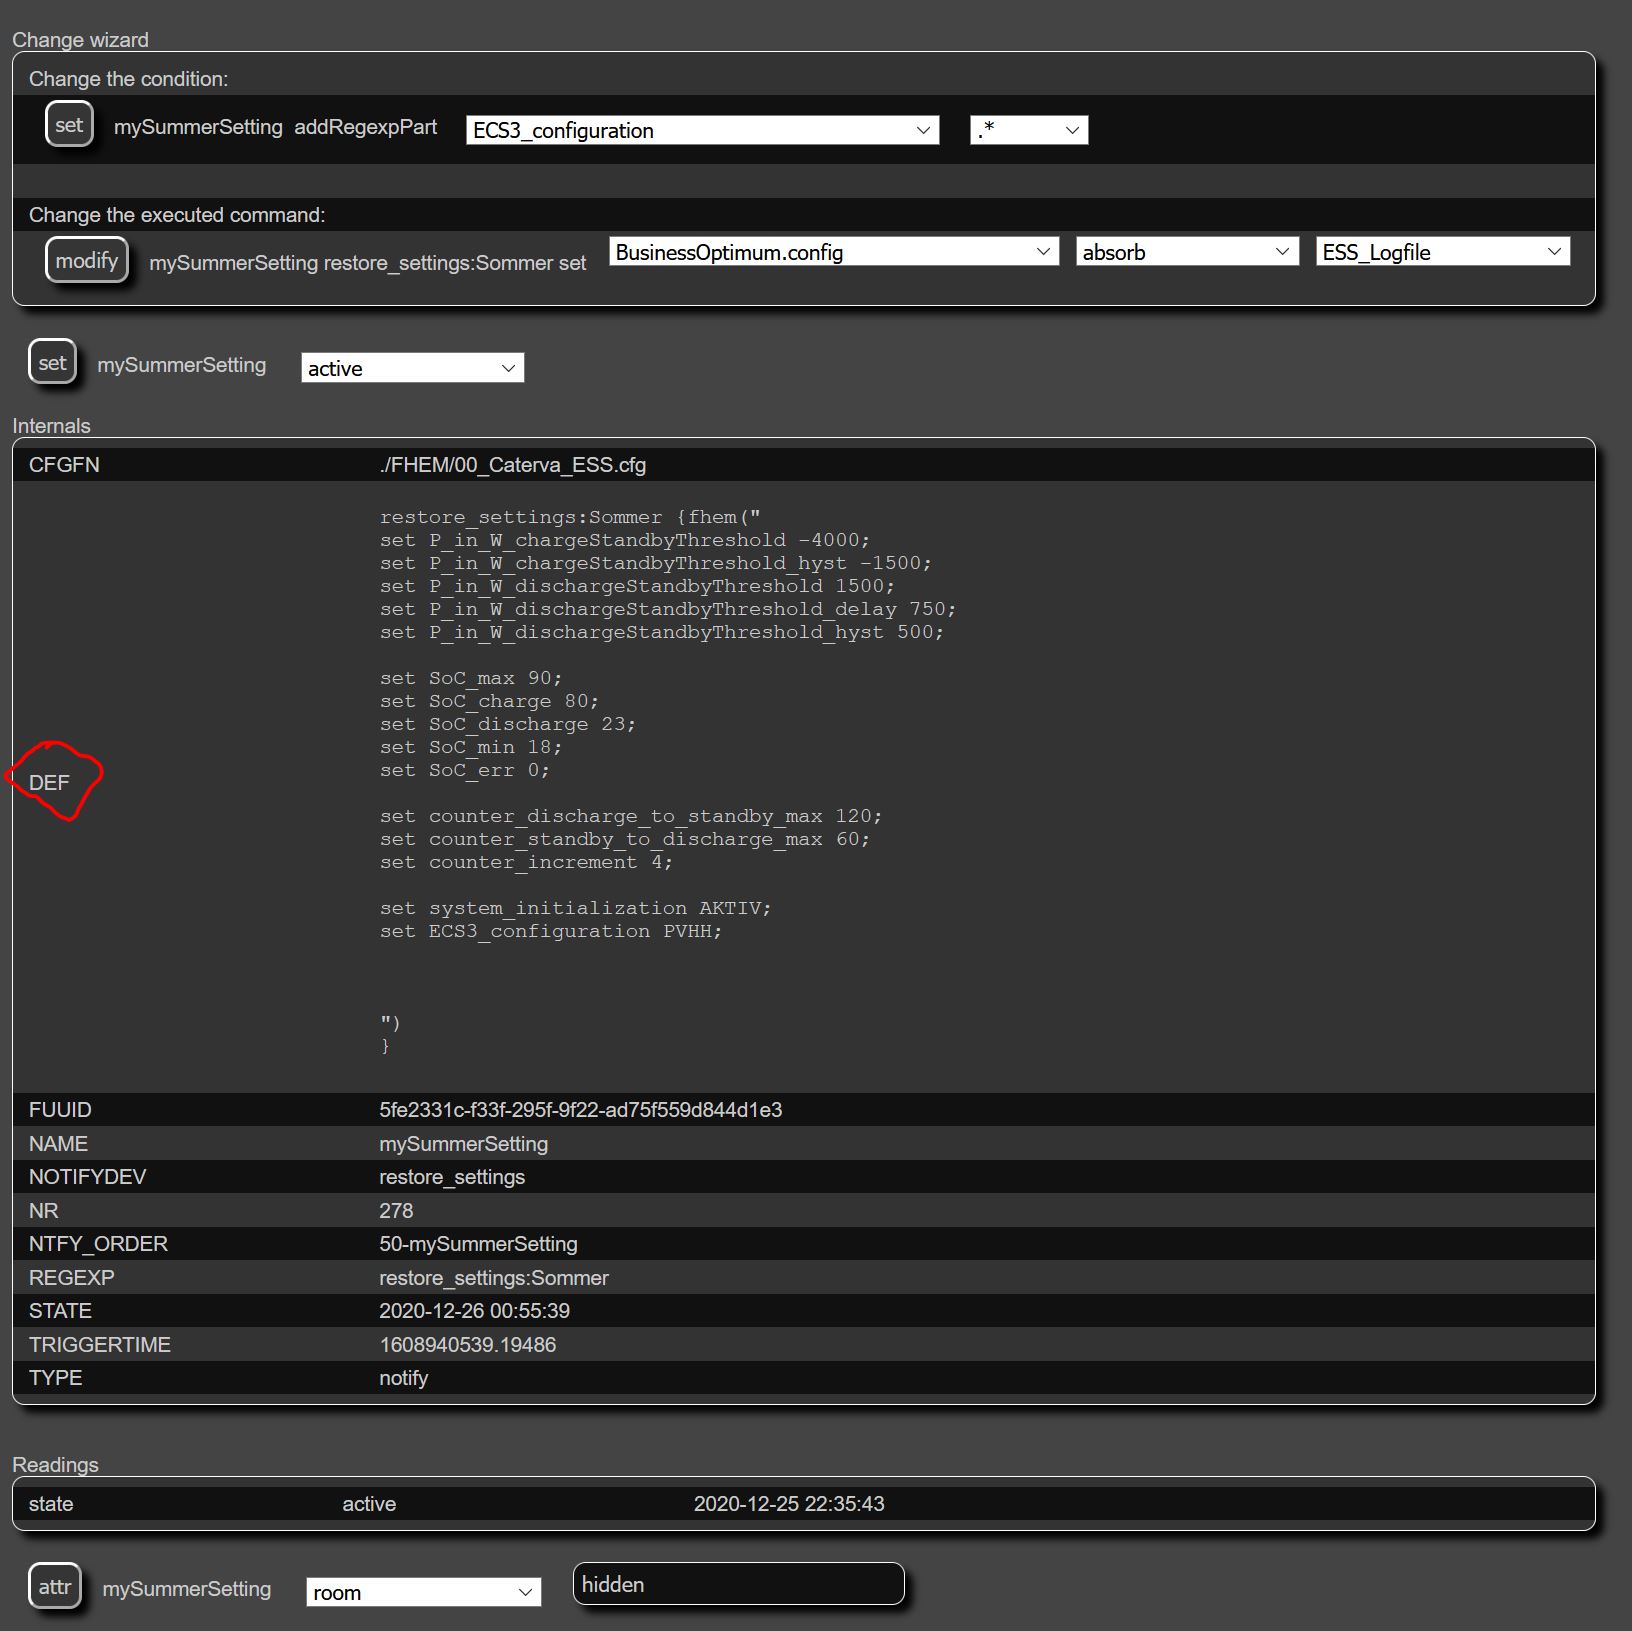 Change wizard
Change the condition:
set mySummerSetting addRegexpPart ECS3_configuration .*
Change the executed command:
modify mySummerSetting restore_settings:Sommer set BusinessOptimum.config absorb ESS_Logfile
set mySummerSetting active
Internals
CFGFN ./FHEM/00_Caterva_ESS.cfg
DEF
restore_settings:Sommer {fhem("
set P_in_W_chargeStandbyThreshold -4000;
set P_in_W_chargeStandbyThreshold_hyst -1500;
set P_in_W_dischargeStandbyThreshold 1500;
set P_in_W_dischargeStandbyThreshold_delay 750;
set P_in_W_dischargeStandbyThreshold_hyst 500;
set SoC_max 90;
set SoC_charge 80;
set SoC_discharge 23;
set SoC_min 18;
set SoC_err 0;
set counter_discharge_to_standby_max 120;
set counter_standby_to_discharge_max 60;
set counter_increment 4;
set system_initialization AKTIV;
set ECS3_configuration PVHH;
")
}
FUUID 5fe2331c-f33f-295f-9f22-ad75f559d844d1e3
NAME mySummerSetting
NOTIFYDEV restore_settings
NR 278
NTFY_ORDER 50-mySummerSetting
REGEXP restore_settings:Sommer
STATE 2020-12-26 00:55:39
TRIGGERTIME 1608940539.19486
TYPE notify
Readings
state active 2020-12-25 22:35:43
attr mySummerSetting room hidden